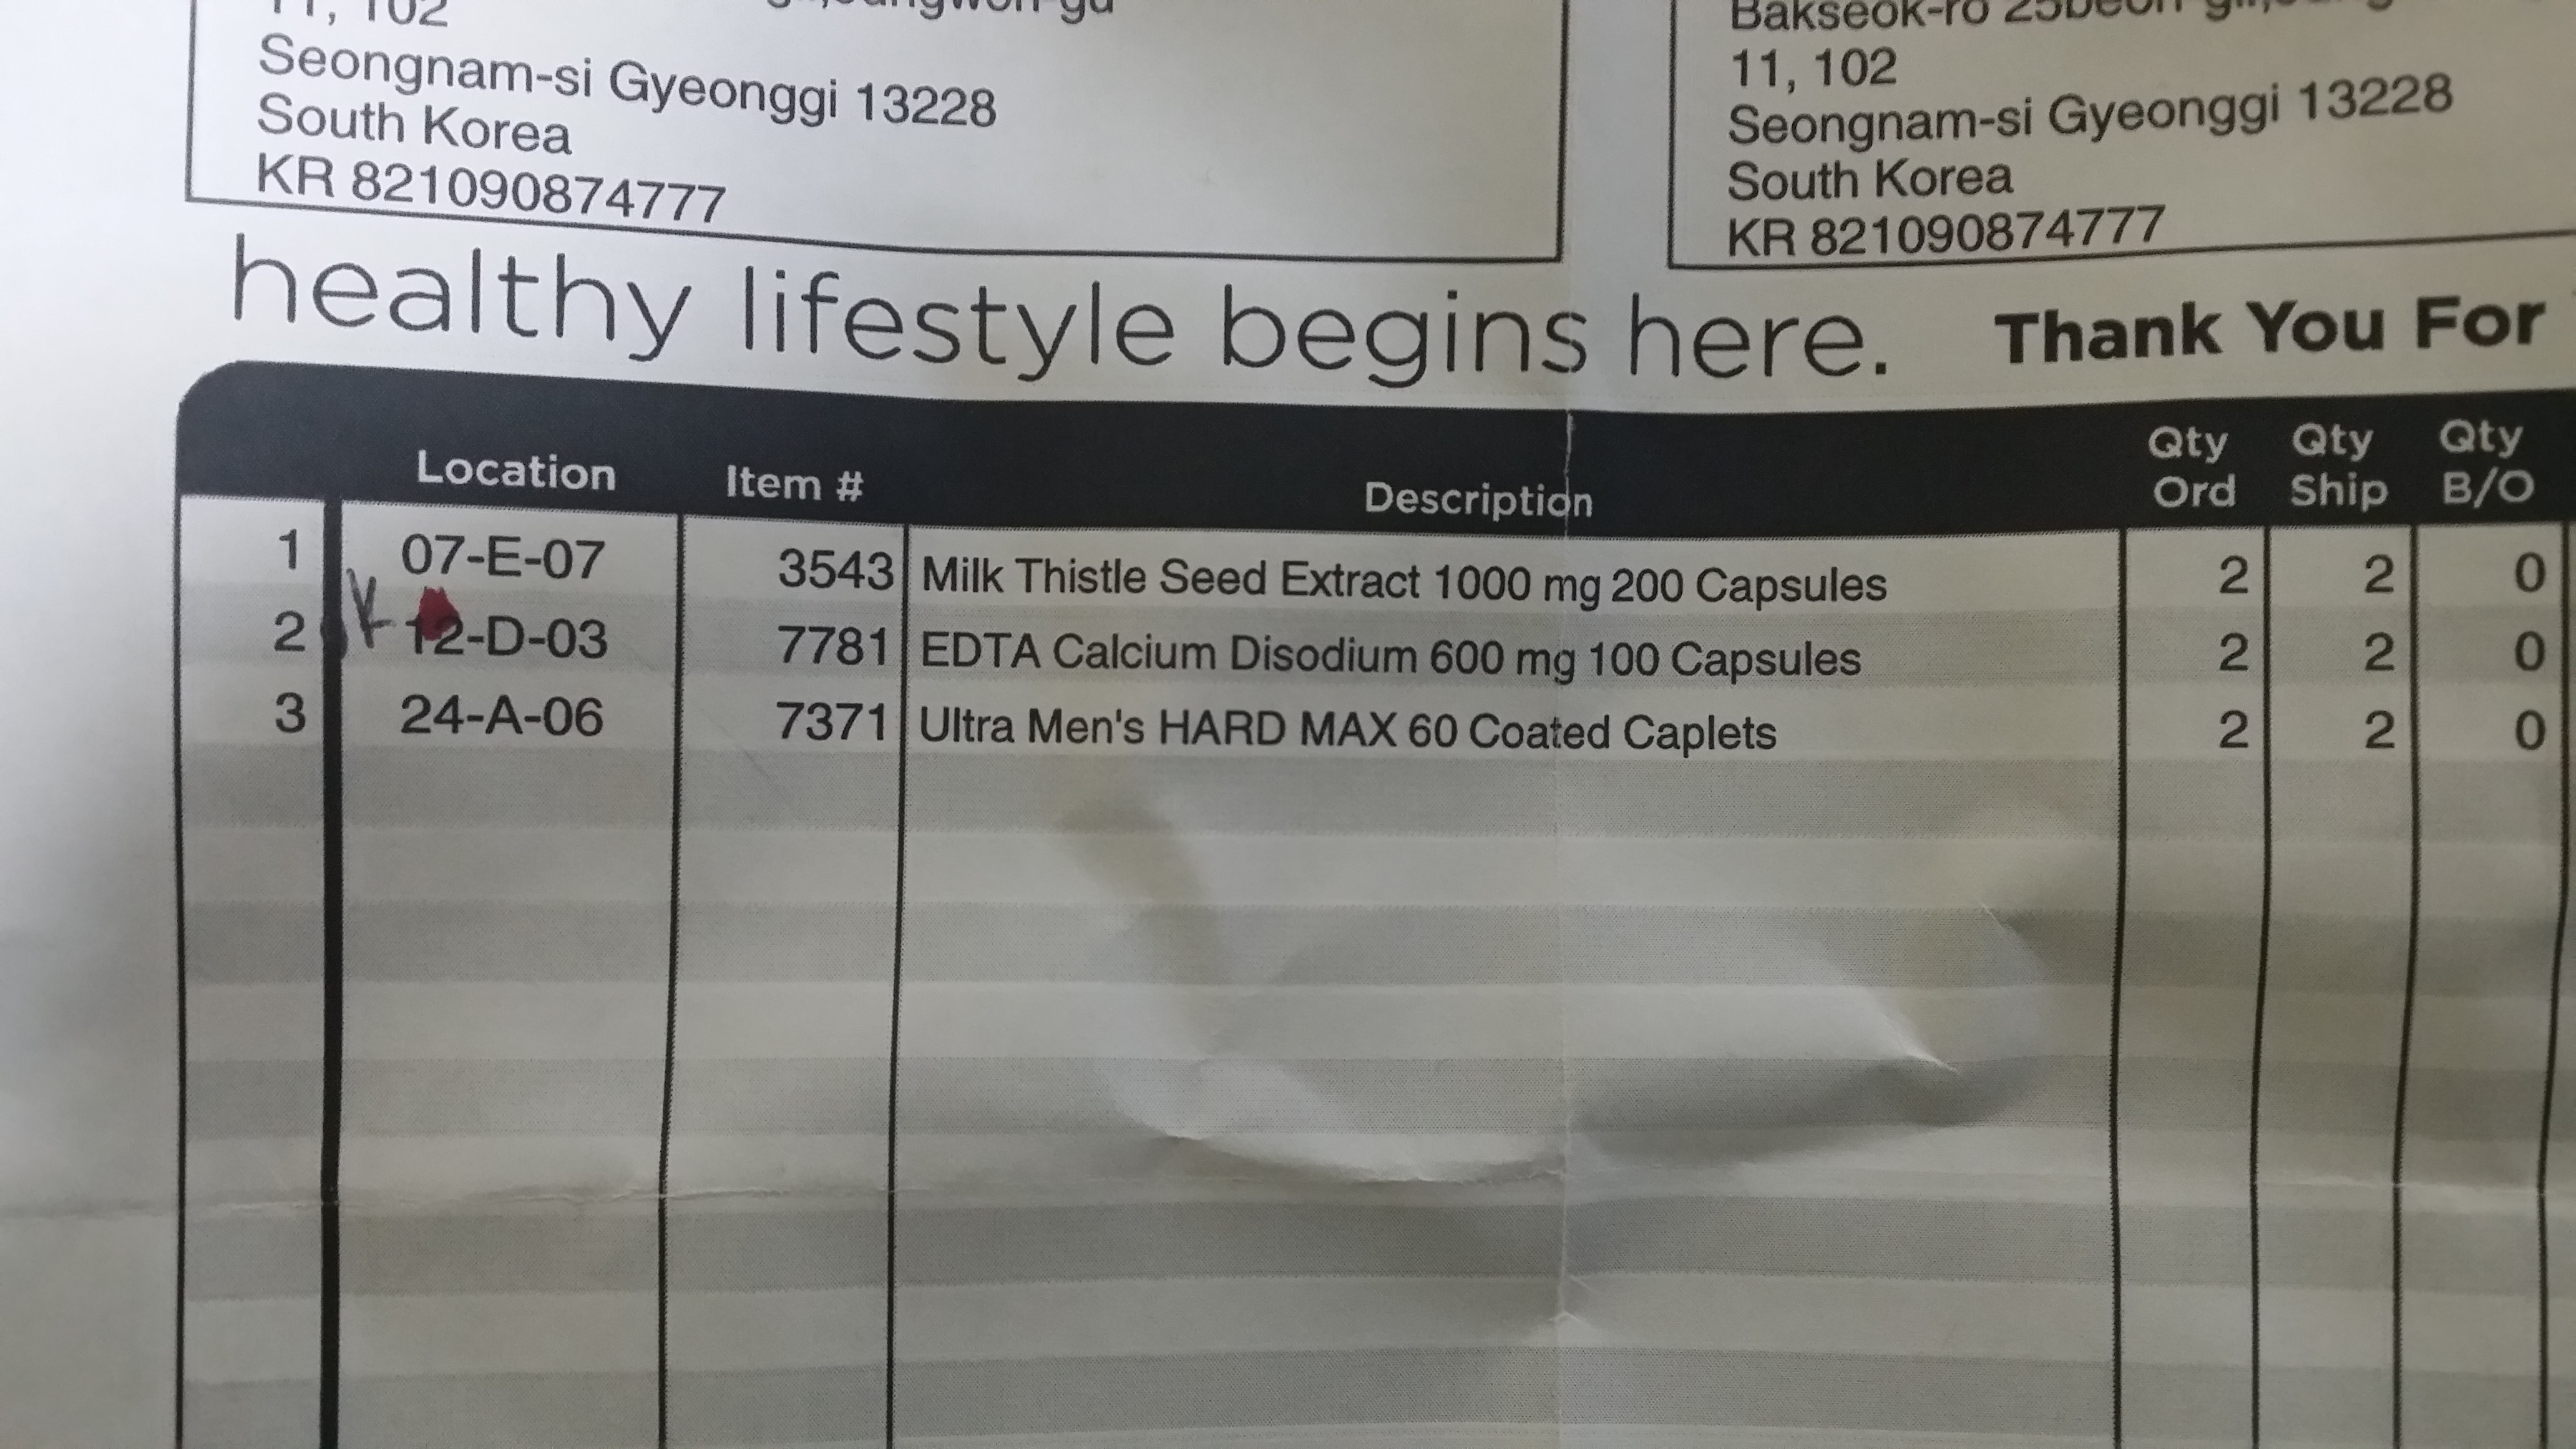 11, 102
Seongnam-si Gyeonggi 13228
South Korea
KR 821090874777
Bakseok-ro
11, 102
Seongnam-si Gyeonggi 13228
South Korea
KR 821090874777
healthy lifestyle begins here. Thank You For
Location Item # Description Qty Ord Qty Ship Qty B/O
1 07-E-07 3543 Milk Thistle Seed Extract 1000 mg 200 Capsules 2 2 0
2 12-D-03 7781 EDTA Calcium Disodium 600 mg 100 Capsules 2 2 0
3 24-A-06 7371 Ultra Men's HARD MAX 60 Coated Caplets 2 2 0